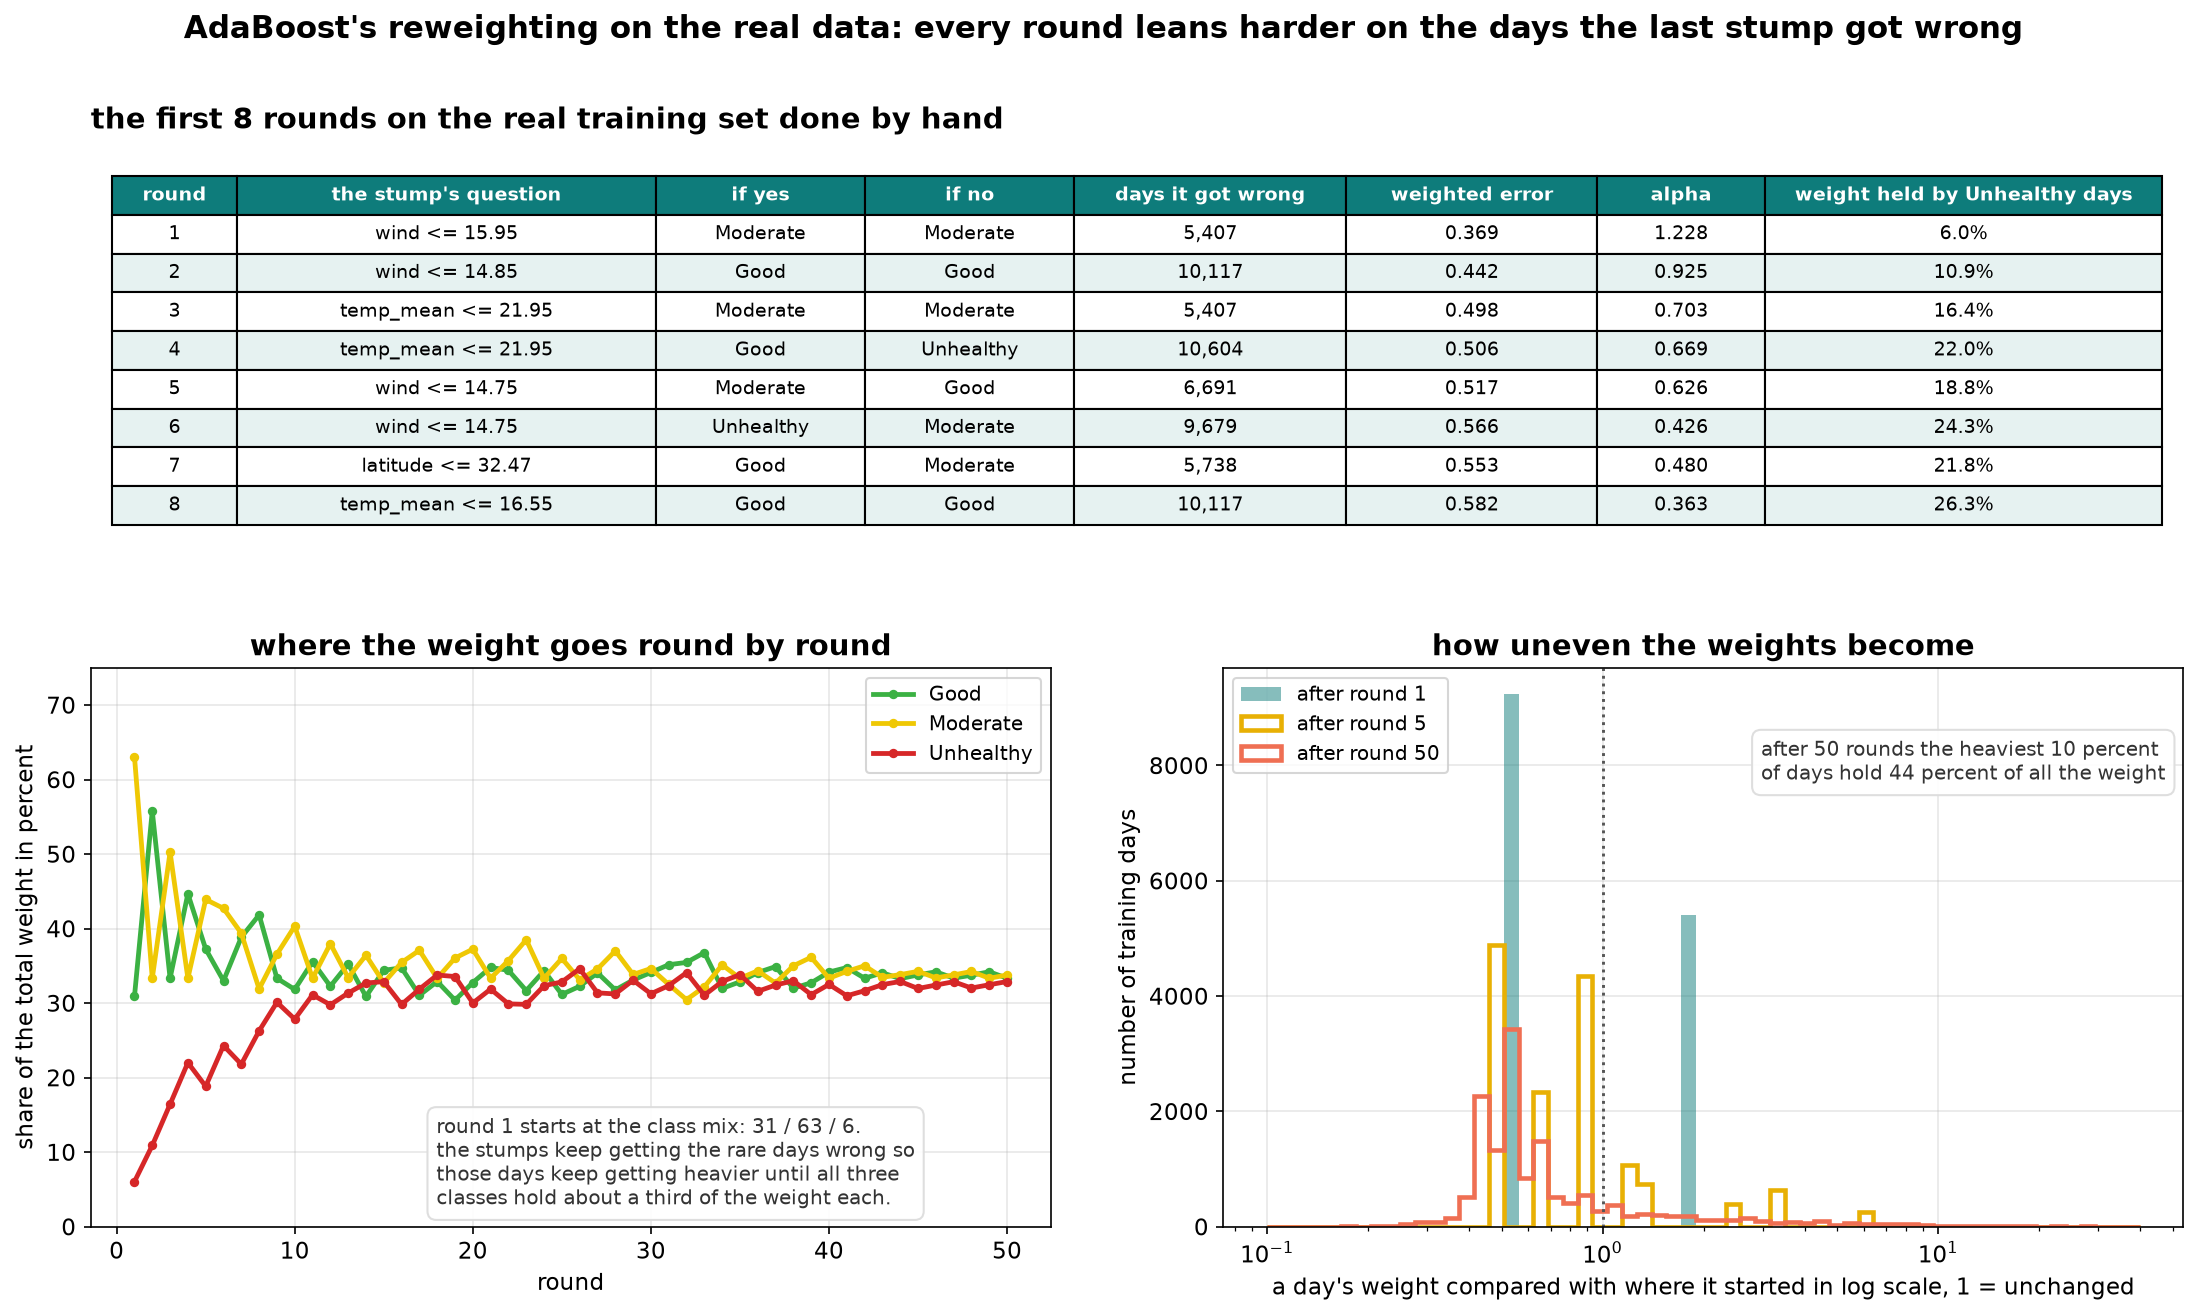 AdaBoost's reweighting on the real data: every round leans harder on the days the last stump got wrong
the first 8 rounds on the real training set done by hand
round the stump's question if yes if no days it got wrong weighted error alpha weight held by Unhealthy days
1 wind <= 15.95 Moderate Moderate 5,407 0.369 1.228 6.0%
2 wind <= 14.85 Good Good 10,117 0.442 0.925 10.9%
3 temp_mean <= 21.95 Moderate Moderate 5,407 0.498 0.703 16.4%
4 temp_mean <= 21.95 Good Unhealthy 10,604 0.506 0.669 22.0%
5 wind <= 14.75 Moderate Good 6,691 0.517 0.626 18.8%
6 wind <= 14.75 Unhealthy Moderate 9,679 0.566 0.426 24.3%
7 latitude <= 32.47 Good Moderate 5,738 0.553 0.480 21.8%
8 temp_mean <= 16.55 Good Good 10,117 0.582 0.363 26.3%
where the weight goes round by round
share of the total weight in percent
70
60
50
40
30
20
10
0
Good
Moderate
Unhealthy
round 1 starts at the class mix: 31 / 63 / 6.
the stumps keep getting the rare days wrong so
those days keep getting heavier until all three
classes hold about a third of the weight each.
0 10 20 30 40 50
round
how uneven the weights become
number of training days
8000
6000
4000
2000
0
after round 1
after round 5
after round 50
after 50 rounds the heaviest 10 percent
of days hold 44 percent of all the weight
10⁻¹ 10⁰ 10¹
a day's weight compared with where it started in log scale, 1 = unchanged